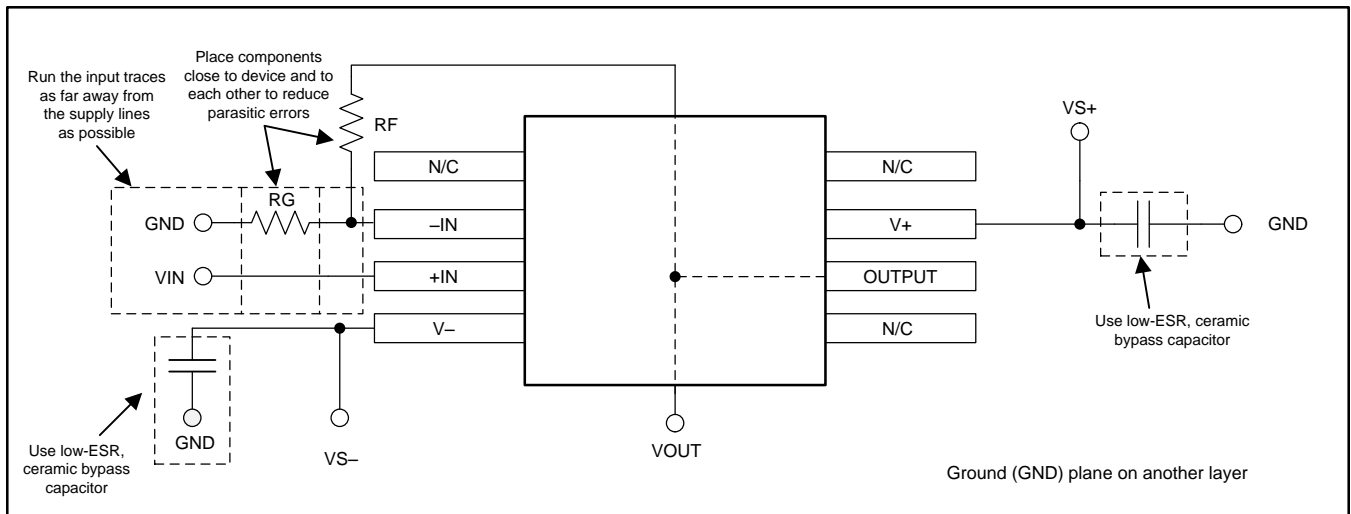 Run the input traces
as far away from
the supply lines
as possible
Place components
close to device and to
each other to reduce
parasitic errors
RF
N/C
RG
GND
–IN
VIN
+IN
V–
GND
VS–
Use low-ESR,
ceramic bypass
capacitor
VOUT
VS+
N/C
V+
GND
OUTPUT
N/C
Use low-ESR, ceramic
bypass capacitor
Ground (GND) plane on another layer